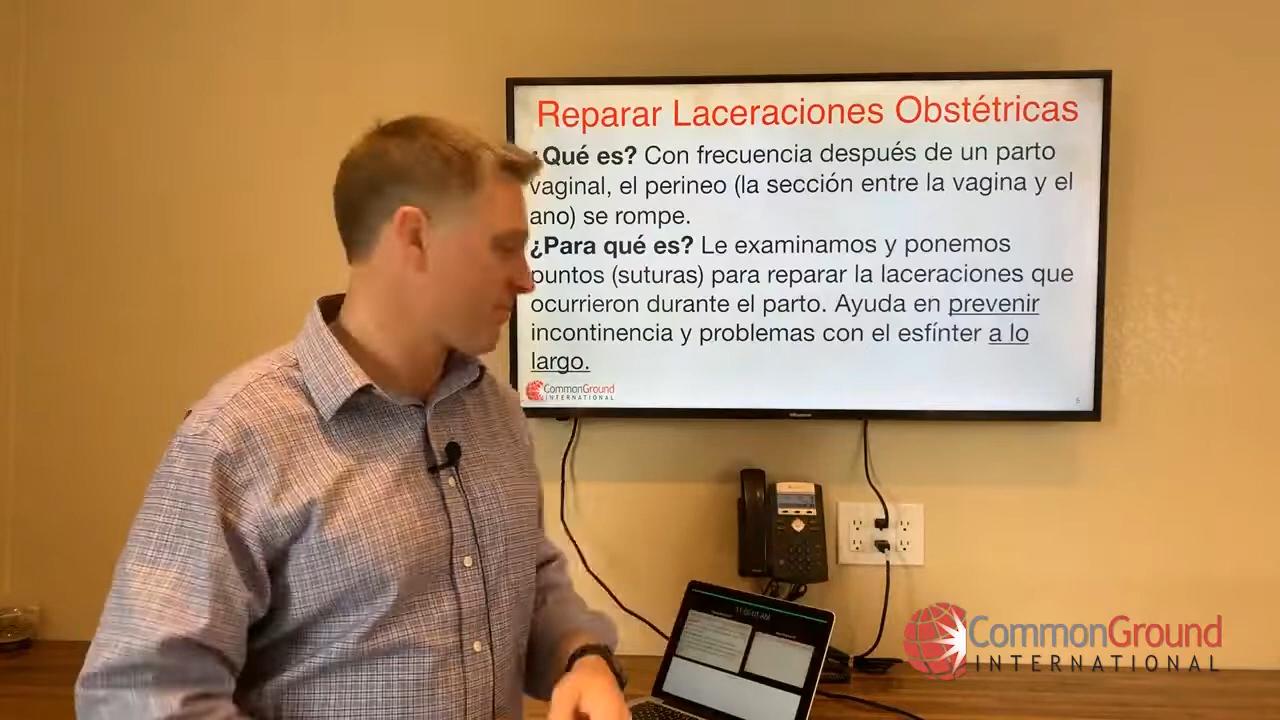 Reparar Laceraciones Obstétricas
¿Qué es? Con frecuencia después de un parto
vaginal, el perineo (la sección entre la vagina y el
ano) se rompe.
¿Para qué es? Le examinamos y ponemos
puntos (suturas) para reparar la laceraciones que
ocurrieron durante el parto. Ayuda en prevenir
incontinencia y problemas con el esfínter a lo
largo.
CommonGround
INTERNATIONAL
5
CommonGround
INTERNATIONAL